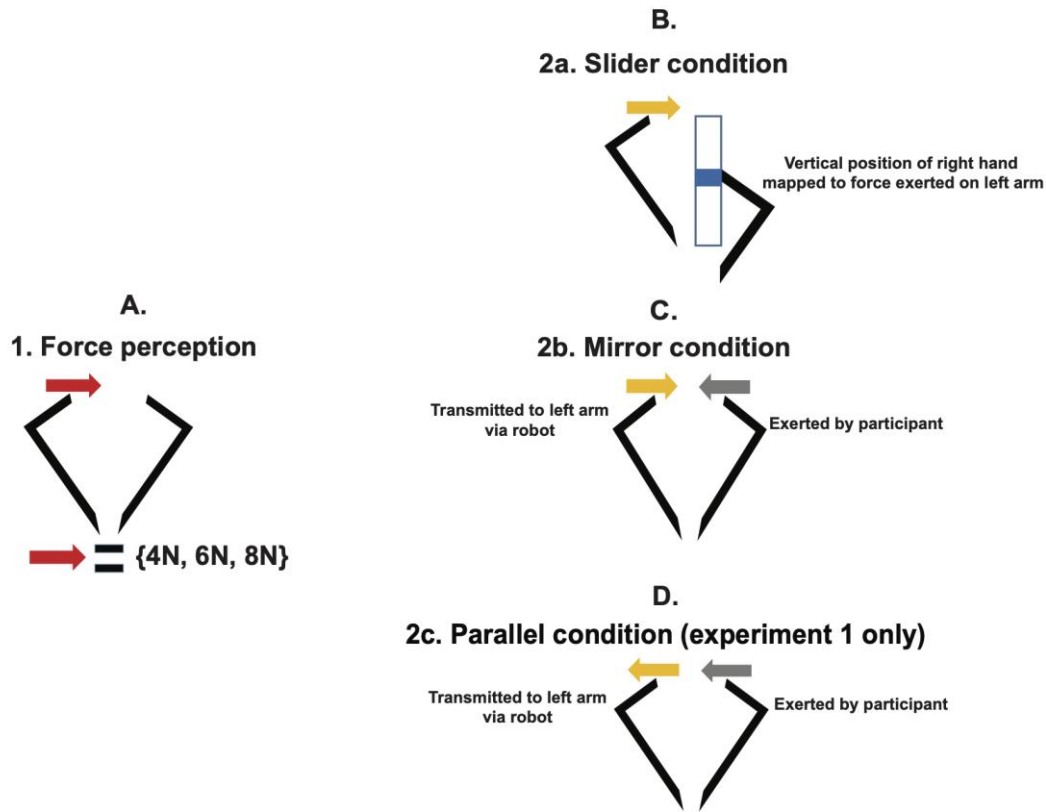 A.
1. Force perception
{4N, 6N, 8N}
B.
2a. Slider condition
Vertical position of right hand
mapped to force exerted on left arm
C.
2b. Mirror condition
Transmitted to left arm
via robot
Exerted by participant
D.
2c. Parallel condition (experiment 1 only)
Transmitted to left arm
via robot
Exerted by participant